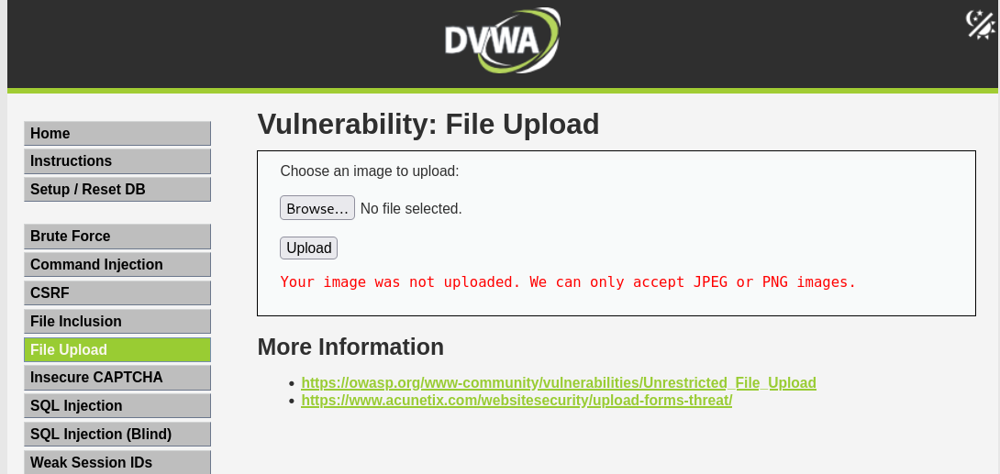 DVWA
Home
Instructions
Setup / Reset DB
Brute Force
Command Injection
CSRF
File Inclusion
File Upload
Insecure CAPTCHA
SQL Injection
SQL Injection (Blind)
Weak Session IDs
Vulnerability: File Upload
Choose an image to upload:
Browse... No file selected.
Upload
Your image was not uploaded. We can only accept JPEG or PNG images.
More Information
• https://owasp.org/www-community/vulnerabilities/Unrestricted_File_Upload
• https://www.acunetix.com/websitesecurity/upload-forms-threat/